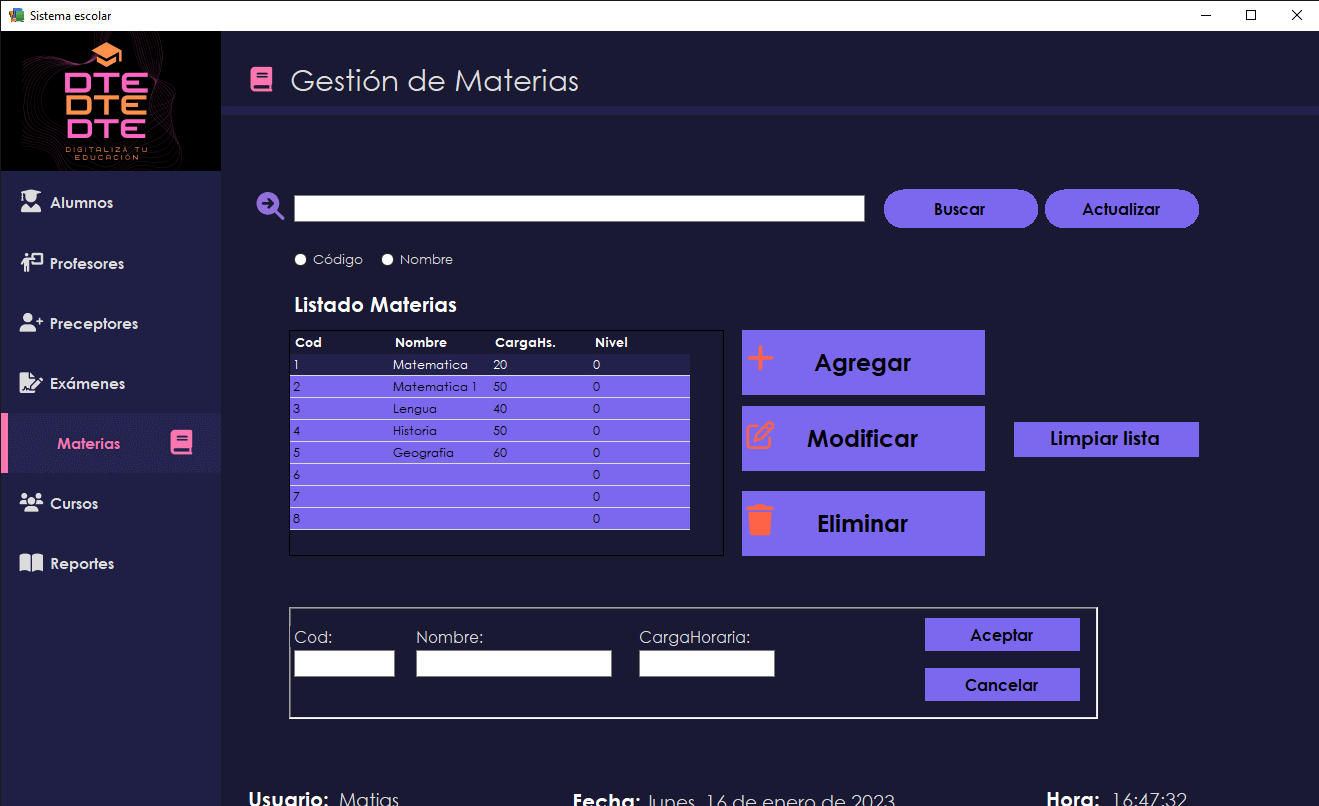 Sistema escolar
DTE
DTE
DTE
DIGITALIZÁ TU
EDUCACIÓN
Gestión de Materias
Alumnos
Profesores
Preceptores
Exámenes
Materias
Cursos
Reportes
Buscar Actualizar
Código Nombre
Listado Materias
Cod Nombre CargaHs. Nivel
1 Matematica 20 0
2 Matematica 1 50 0
3 Lengua 40 0
4 Historia 50 0
5 Geografia 60 0
6 0
7 0
8 0
Agregar
Modificar
Limpiar lista
Eliminar
Cod: Nombre: CargaHoraria:
Aceptar
Cancelar
Usuario: Matias Fecha: lunes, 16 de enero de 2023 Hora: 16:47:32